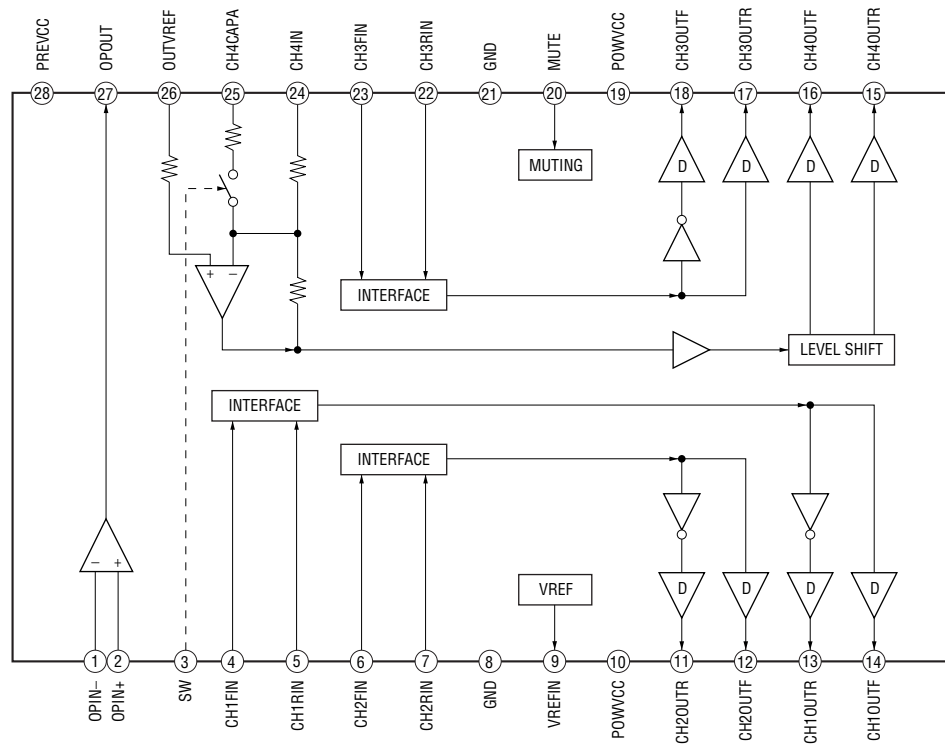 PREVCC
OPOUT
OUTVREF
CH4CAPA
CH4IN
CH3FIN
CH3RIN
GND
MUTE
POWVCC
CH3OUTF
CH3OUTR
CH4OUTF
CH4OUTR
28
27
26
25
24
23
22
21
20
19
18
17
16
15
MUTING
D
D
D
D
+
−
INTERFACE
LEVEL SHIFT
INTERFACE
INTERFACE
−
+
VREF
D
D
D
D
1
2
3
4
5
6
7
8
9
10
11
12
13
14
OPIN−
OPIN+
SW
CH1FIN
CH1RIN
CH2FIN
CH2RIN
GND
VREFIN
POWVCC
CH2OUTR
CH2OUTF
CH1OUTR
CH1OUTF